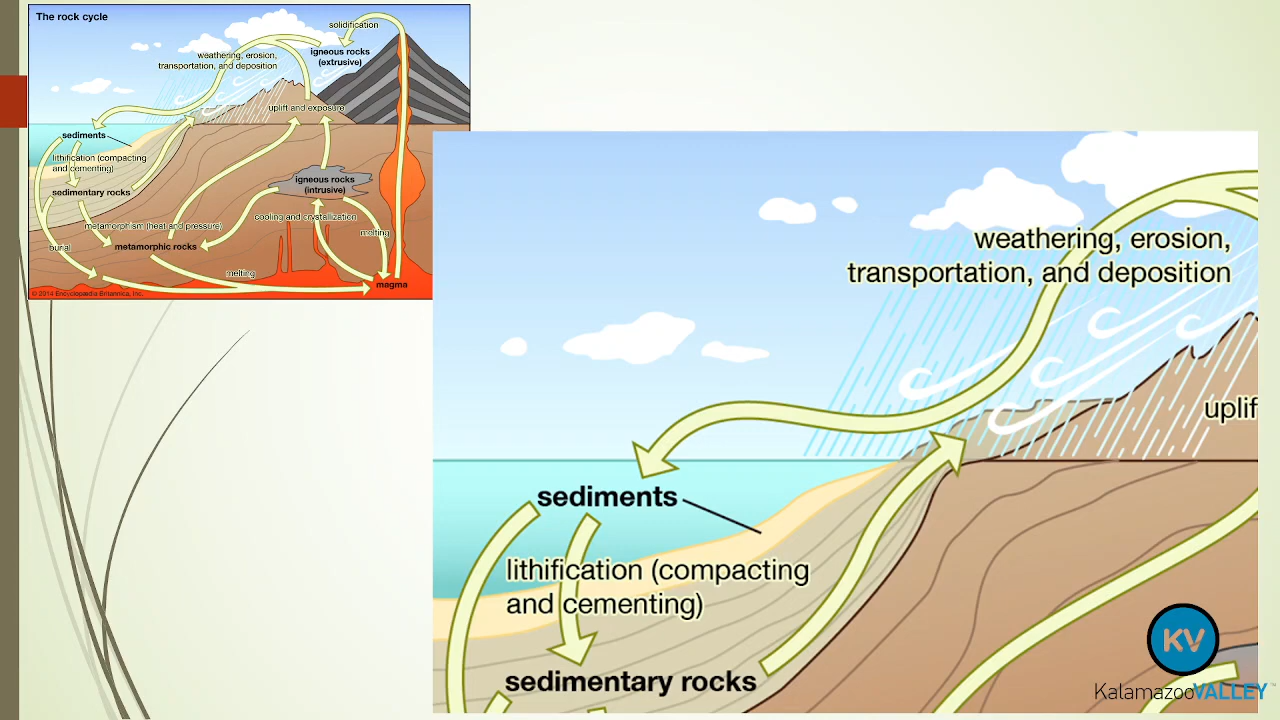 The rock cycle
solidification
weathering, erosion,
transportation, and deposition
igneous rocks
(extrusive)
uplift and exposure
sediments
lithification (compacting
and cementing)
sedimentary rocks
igneous rocks
(intrusive)
cooling and crystallization
metamorphism (heat and pressure)
melting
burial
metamorphic rocks
melting
magma
© 2014 Encyclopædia Britannica, Inc.
weathering, erosion,
transportation, and deposition
uplif
sediments
lithification (compacting
and cementing)
sedimentary rocks
KV
KalamazooVALLEY™